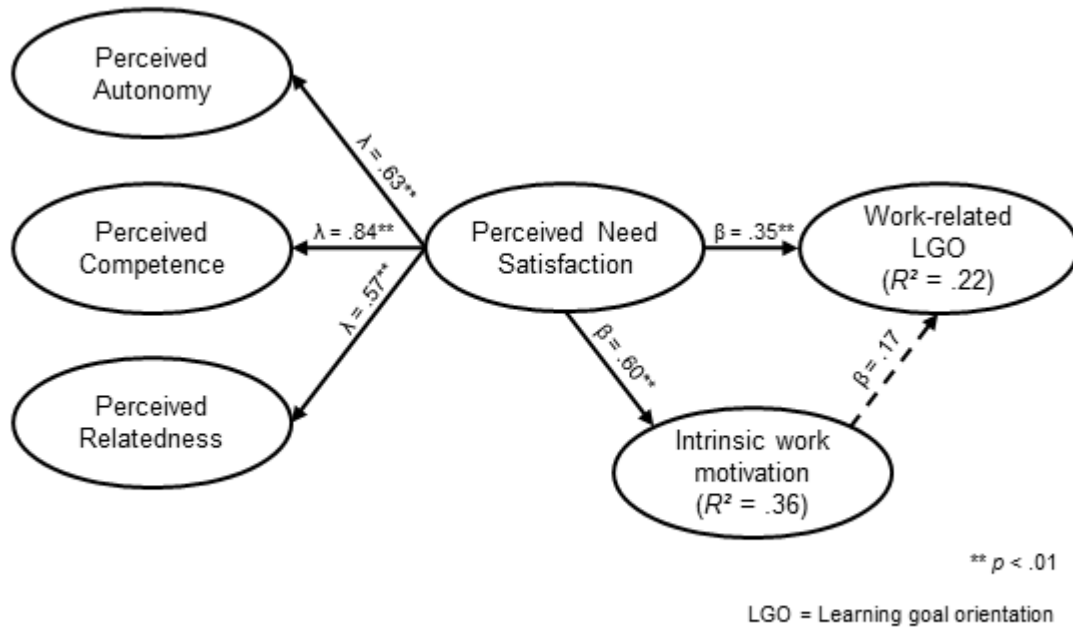 Perceived
Autonomy
λ = .63**
Perceived
Competence
λ = .84**
Perceived Need
Satisfaction
β = .35**
Work-related
LGO
(R² = .22)
λ = .57**
β = .60**
β = .17
Perceived
Relatedness
Intrinsic work
motivation
(R² = .36)
** p < .01
LGO = Learning goal orientation